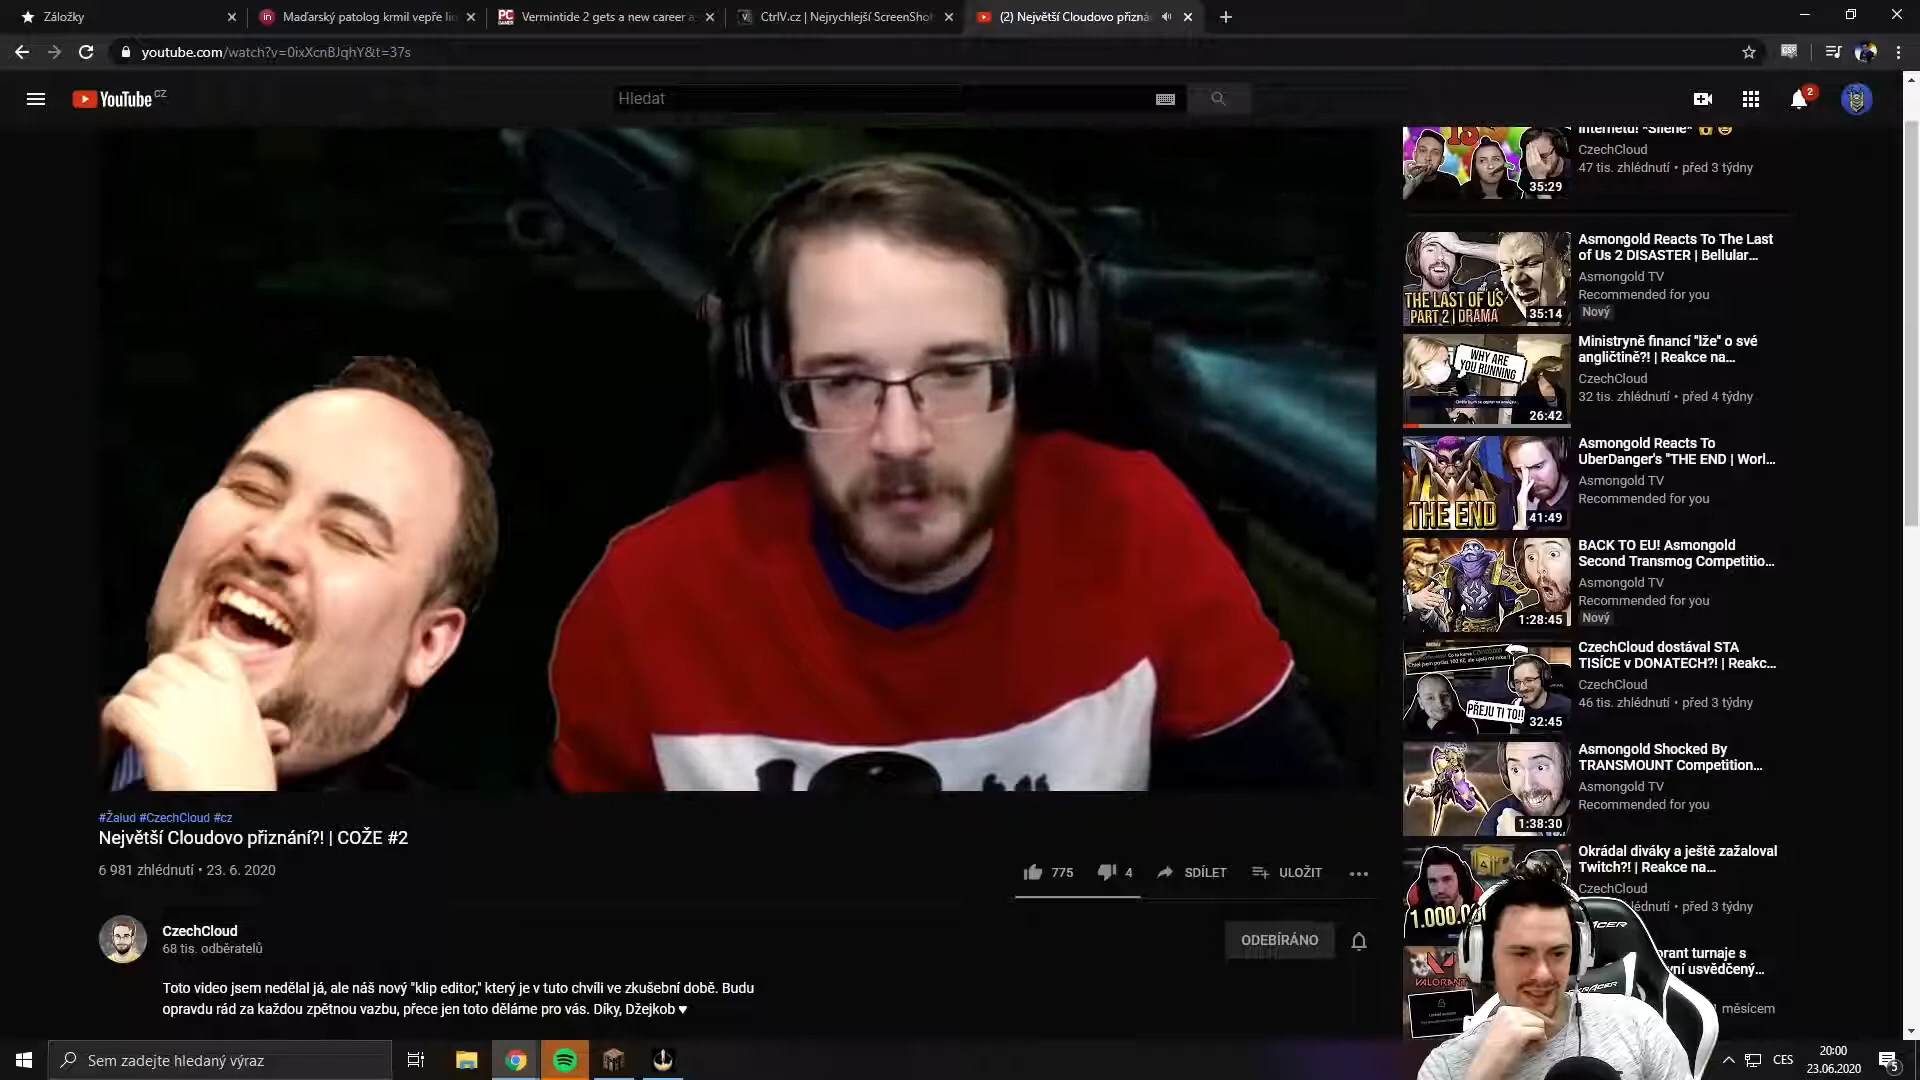 Záložky
Maďarský patolog krmil vepře li
Vermintide 2 gets a new career a
CtrlV.cz | Nejrychlejší ScreenSho
(2) Největší Cloudovo přizná
youtube.com/watch?v=0ixXcnBJqhY&t=37s
YouTube CZ
Hledat
2
internetu! *Šílené*
CzechCloud
47 tis. zhlédnutí • před 3 týdny
35:29
Asmongold Reacts To The Last
of Us 2 DISASTER | Bellular...
Asmongold TV
Recommended for you
Nový
THE LAST OF US
PART 2 | DRAMA
35:14
Ministryně financí "lže" o své
angličtině?! | Reakce na...
CzechCloud
32 tis. zhlédnutí • před 4 týdny
WHY ARE
YOU RUNNING
26:42
Asmongold Reacts To
UberDanger's "THE END | Worl...
Asmongold TV
Recommended for you
THE END
41:49
BACK TO EU! Asmongold
Second Transmog Competitio...
Asmongold TV
Recommended for you
Nový
1:28:45
CzechCloud dostával STA
TISÍCE v DONATECH?! | Reakc...
CzechCloud
46 tis. zhlédnutí • před 3 týdny
PŘEJU TI TO!!
32:45
Asmongold Shocked By
TRANSMOUNT Competition...
Asmongold TV
Recommended for you
1:38:30
Okrádal diváky a ještě zažaloval
Twitch?! | Reakce na...
CzechCloud
lédnutí • před 3 týdny
1.000.0
orant turnaje s
vní usvědčený...
měsícem
VALORANT
#Žalud #CzechCloud #cz
Největší Cloudovo přiznání?! | COŽE #2
6 981 zhlédnutí • 23. 6. 2020
775
4
SDÍLET
ULOŽIT
CzechCloud
68 tis. odběratelů
ODEBÍRÁNO
Toto video jsem nedělal já, ale náš nový "klip editor," který je v tuto chvíli ve zkušební době. Budu
opravdu rád za každou zpětnou vazbu, přece jen toto děláme pro vás. Díky, Džejkob ♥
Sem zadejte hledaný výraz
CES
20:00
23.06.2020
5